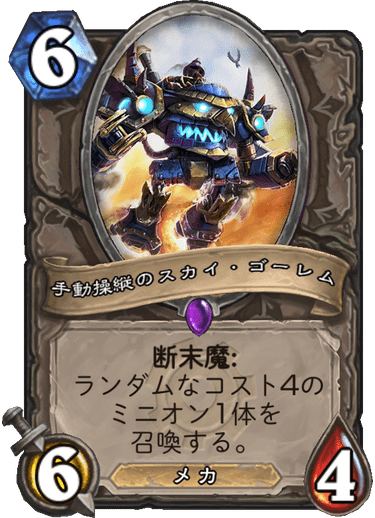 6
手動操縦のスカイ・ゴーレム
断末魔:
ランダムなコスト4の
ミニオン1体を
召喚する。
メカ
6
4